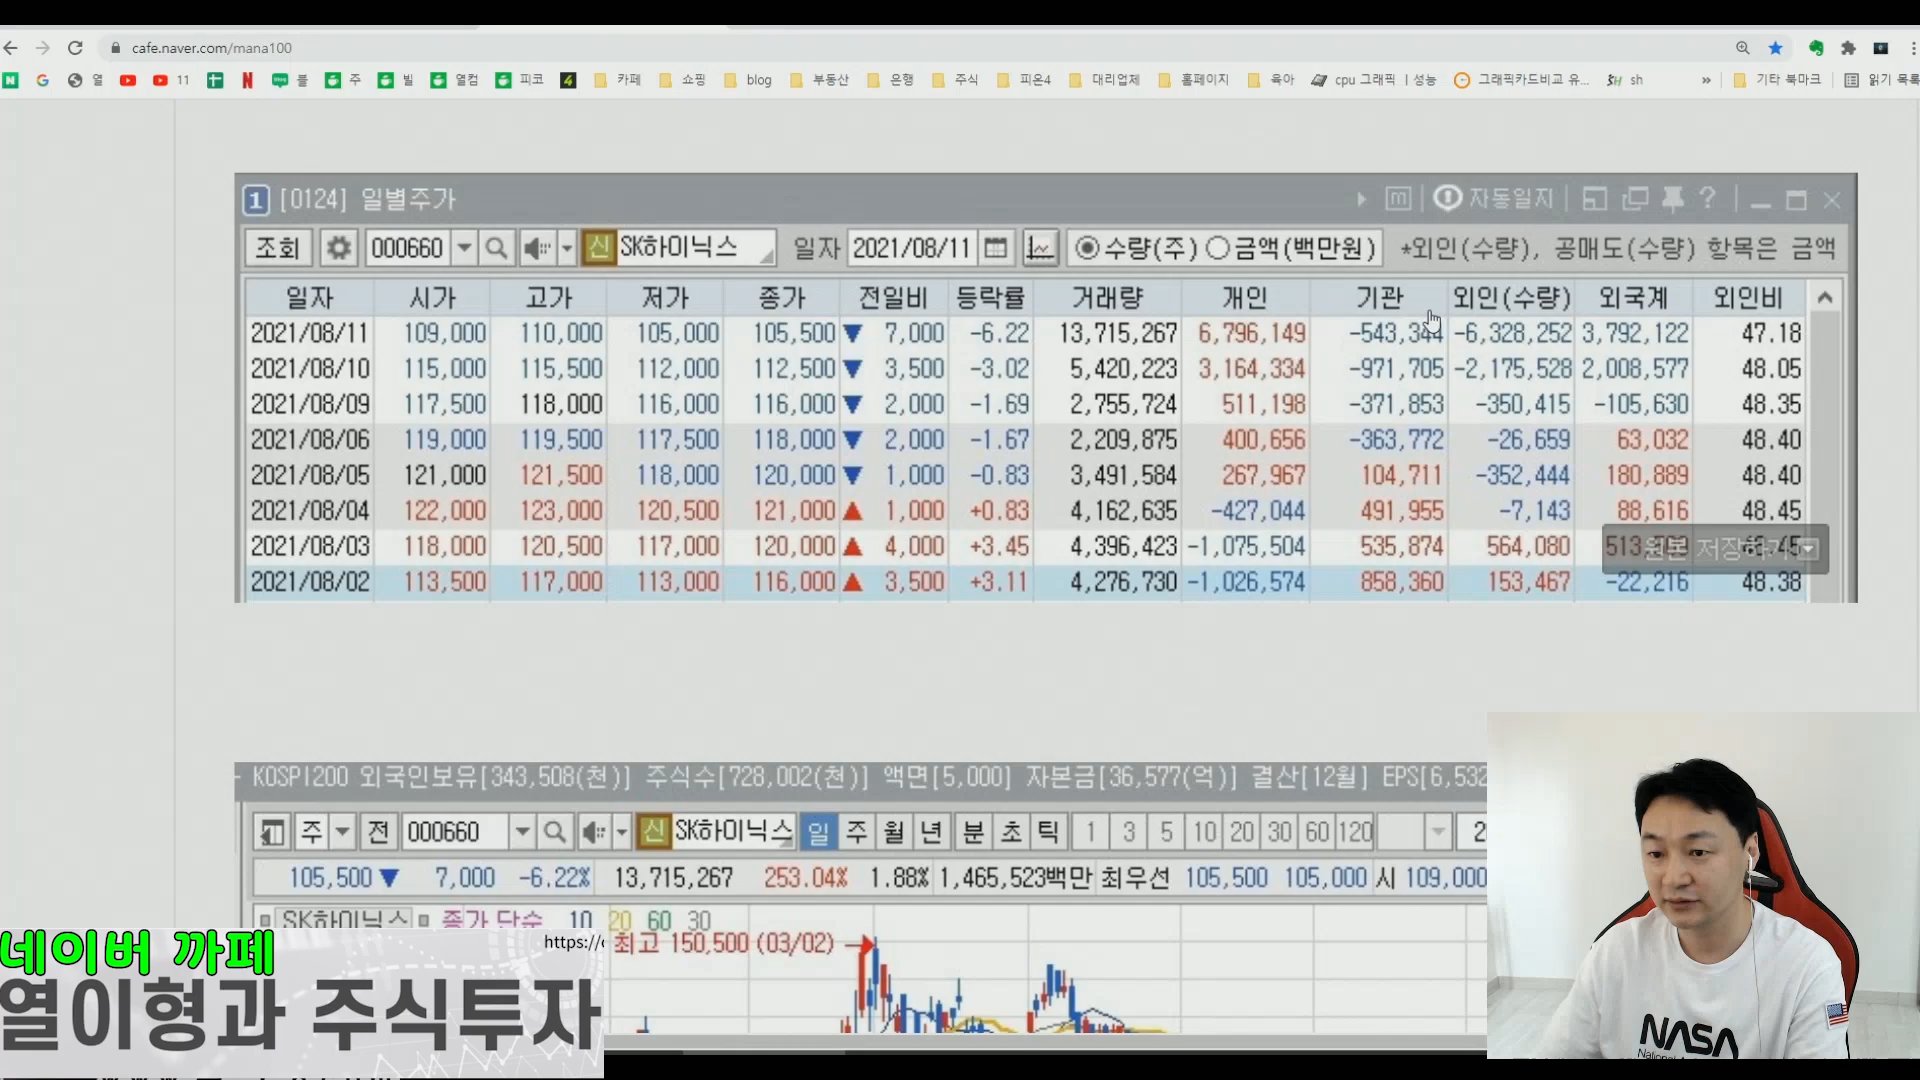 cafe.naver.com/mana100
열 11 블 주 빌 열컴 피코 4 카페 쇼핑 blog 부동산 은행 주식 피온4 대리업제 홈페이지 육아 cpu 그래픽 | 성능 그래픽카드비교 유... sh » 기타 북마크 읽기 목록
1 [0124] 일별주가 자동일지
조회 000660 신 SK하이닉스 일자 2021/08/11 수량(주) 금액(백만원) *외인(수량), 공매도(수량) 항목은 금액
일자 시가 고가 저가 종가 전일비 등락률 거래량 개인 기관 외인(수량) 외국계 외인비
2021/08/11 109,000 110,000 105,000 105,500 ▼ 7,000 -6.22 13,715,267 6,796,149 -543,344 -6,328,252 3,792,122 47.18
2021/08/10 115,000 115,500 112,000 112,500 ▼ 3,500 -3.02 5,420,223 3,164,334 -971,705 -2,175,528 2,008,577 48.05
2021/08/09 117,500 118,000 116,000 116,000 ▼ 2,000 -1.69 2,755,724 511,198 -371,853 -350,415 -105,630 48.35
2021/08/06 119,000 119,500 117,500 118,000 ▼ 2,000 -1.67 2,209,875 400,656 -363,772 -26,659 63,032 48.40
2021/08/05 121,000 121,500 118,000 120,000 ▼ 1,000 -0.83 3,491,584 267,967 104,711 -352,444 180,889 48.40
2021/08/04 122,000 123,000 120,500 121,000 ▲ 1,000 +0.83 4,162,635 -427,044 491,955 -7,143 88,616 48.45
2021/08/03 118,000 120,500 117,000 120,000 ▲ 4,000 +3.45 4,396,423 -1,075,504 535,874 564,080 원본 저장하기
2021/08/02 113,500 117,000 113,000 116,000 ▲ 3,500 +3.11 4,276,730 -1,026,574 858,360 153,467 -22,216 48.38
KOSPI200 외국인보유[343,508(천)] 주식수[728,002(천)] 액면[5,000] 자본금[36,577(억)] 결산[12월] EPS[6,532
주 전 000660 신 SK하이닉스 일 주 월 년 분 초 틱 1 3 5 10 20 30 60 120 2
105,500 ▼ 7,000 -6.22% 13,715,267 253.04% 1.88% 1,465,523백만 최우선 105,500 105,000 시 109,000
SK하이닉스 종가 단순 10 20 60 30
최고 150,500 (03/02)
https://
네이버 까페
열이형과 주식투자
NASA
National